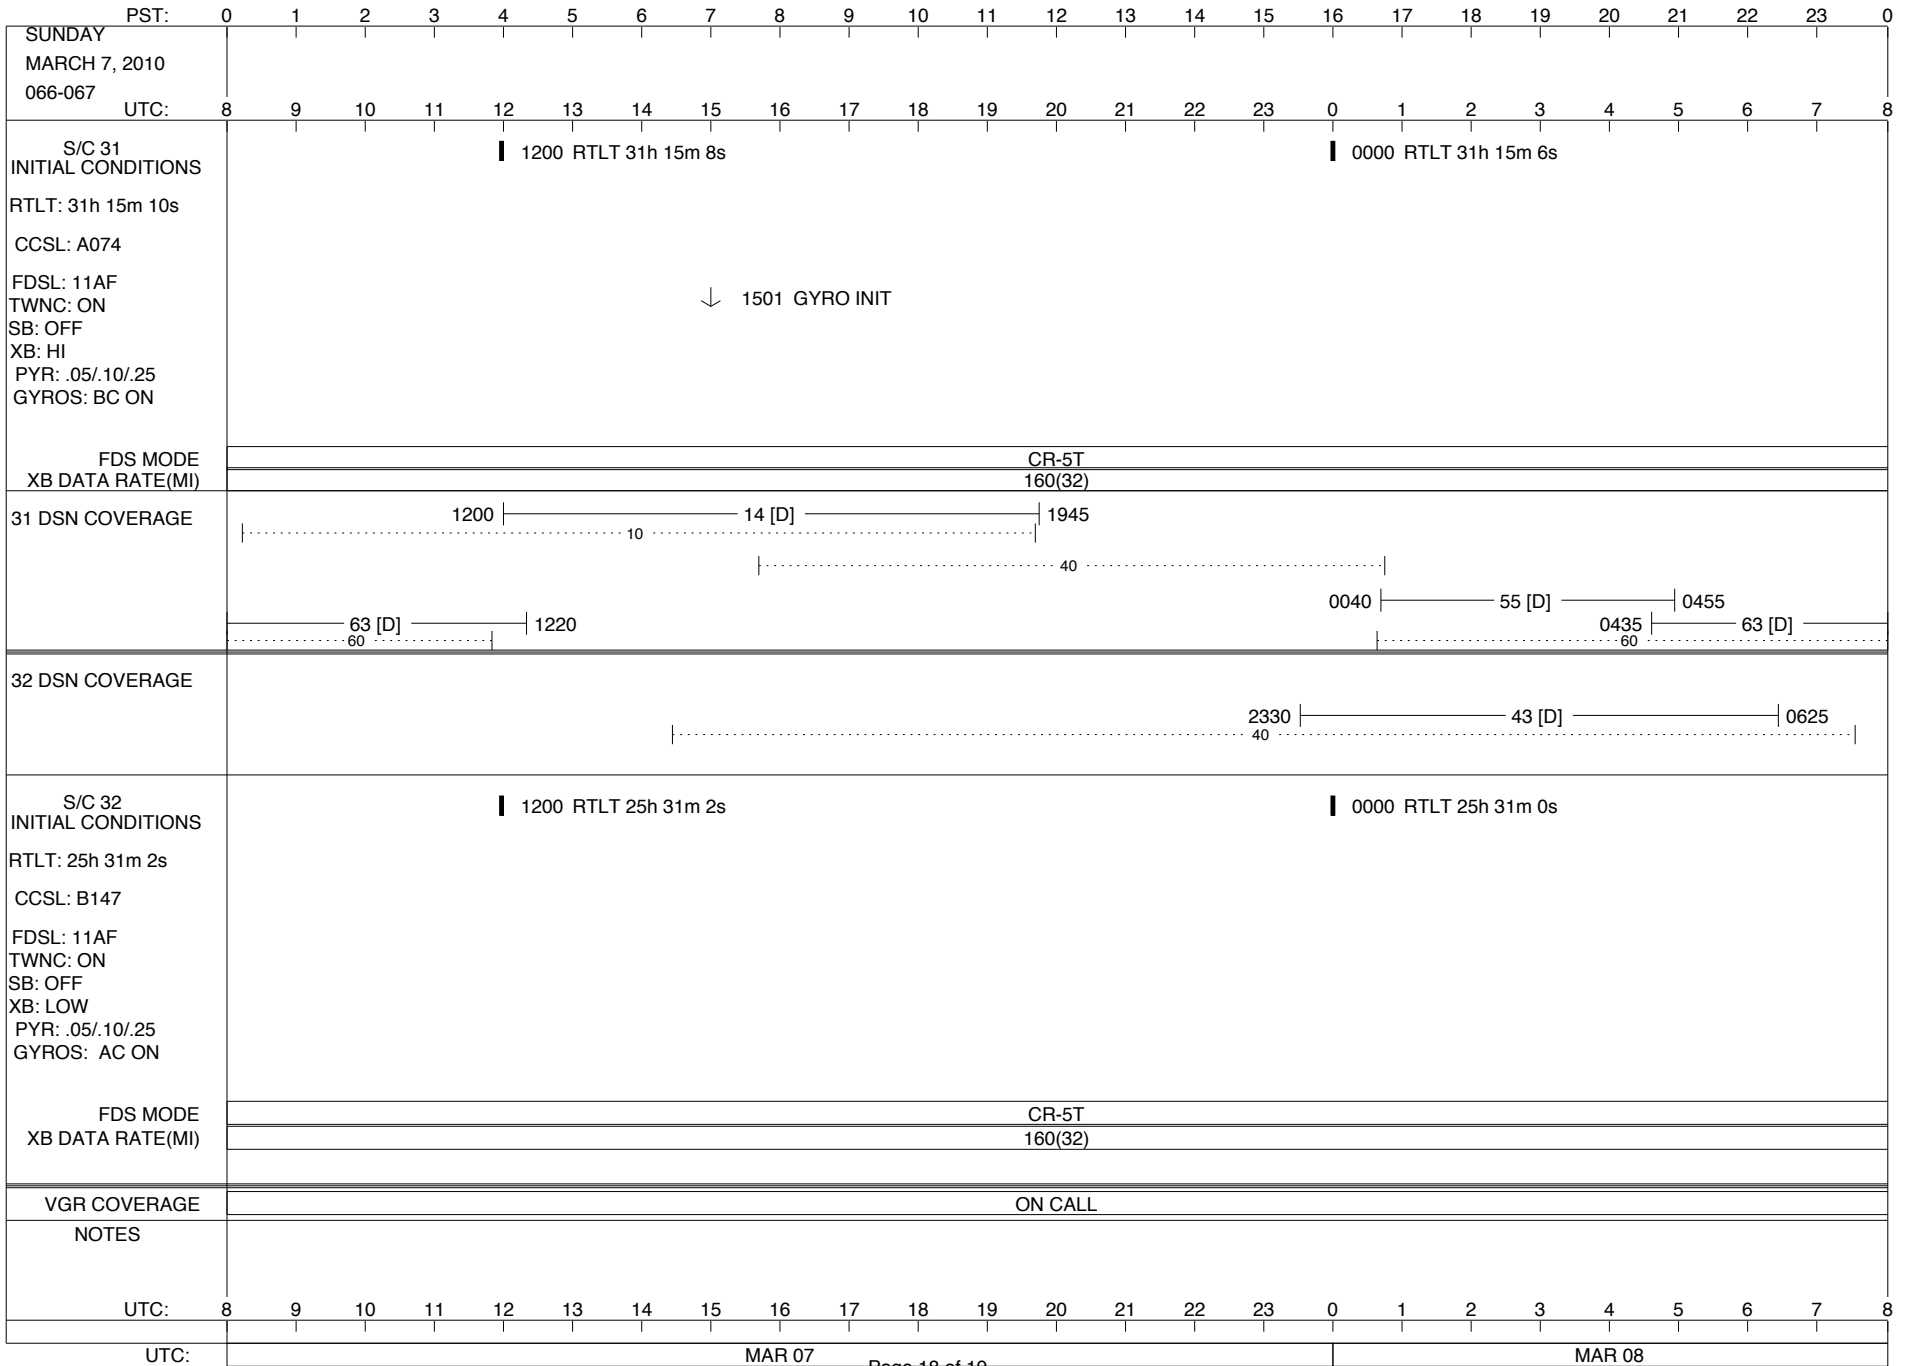 PST: 0 1 2 3 4 5 6 7 8 9 10 11 12 13 14 15 16 17 18 19 20 21 22 23 0
SUNDAY
MARCH 7, 2010
066-067
UTC: 8 9 10 11 12 13 14 15 16 17 18 19 20 21 22 23 0 1 2 3 4 5 6 7 8
S/C 31
INITIAL CONDITIONS
1200 RTLT 31h 15m 8s
0000 RTLT 31h 15m 6s
RTLT: 31h 15m 10s
CCSL: A074
FDSL: 11AF
TWNC: ON
1501 GYRO INIT
SB: OFF
XB: HI
PYR: .05/.10/.25
GYROS: BC ON
FDS MODE CR-5T
XB DATA RATE(MI) 160(32)
31 DSN COVERAGE
1200 14 [D] 1945
10
40
0040 55 [D] 0455
63 [D] 1220
0435 63 [D]
60
60
32 DSN COVERAGE
2330 43 [D] 0625
40
S/C 32
INITIAL CONDITIONS
1200 RTLT 25h 31m 2s
0000 RTLT 25h 31m 0s
RTLT: 25h 31m 2s
CCSL: B147
FDSL: 11AF
TWNC: ON
SB: OFF
XB: LOW
PYR: .05/.10/.25
GYROS: AC ON
FDS MODE CR-5T
XB DATA RATE(MI) 160(32)
VGR COVERAGE ON CALL
NOTES
UTC: 8 9 10 11 12 13 14 15 16 17 18 19 20 21 22 23 0 1 2 3 4 5 6 7 8
UTC: MAR 07 MAR 08
Page 18 of 19